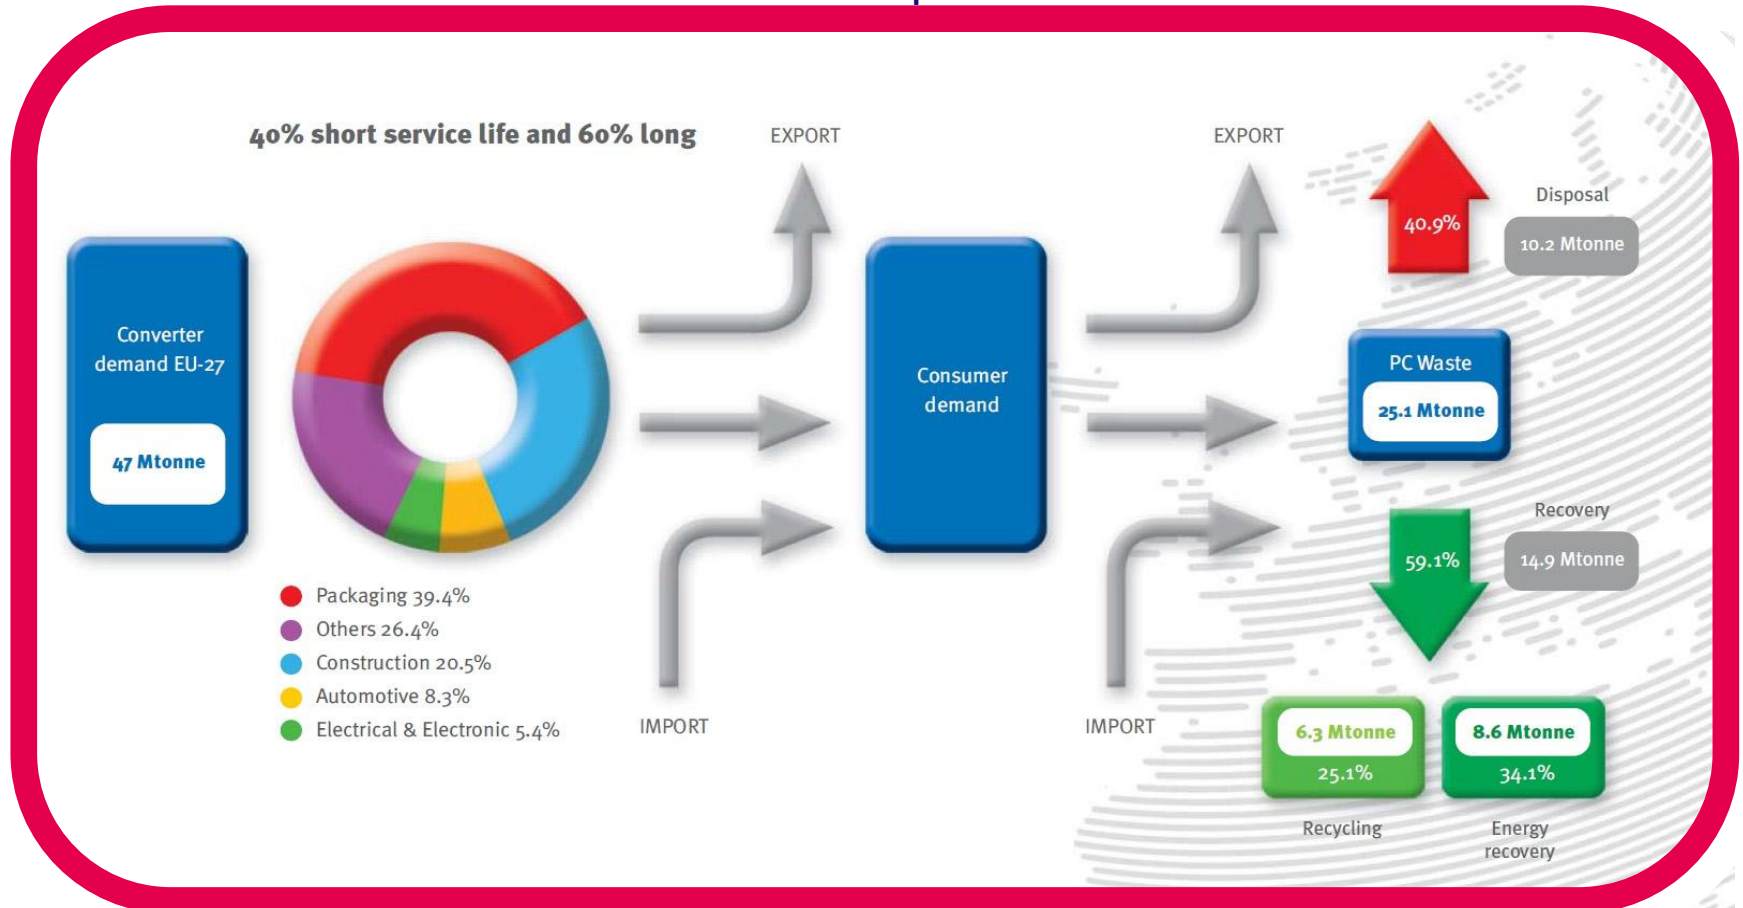 40% short service life and 60% long
EXPORT
EXPORT
Converter
demand EU-27
47 Mtonne
Packaging 39.4%
Others 26.4%
Construction 20.5%
Automotive 8.3%
Electrical & Electronic 5.4%
IMPORT
Consumer
demand
IMPORT
40.9%
Disposal
10.2 Mtonne
PC Waste
25.1 Mtonne
59.1%
Recovery
14.9 Mtonne
6.3 Mtonne
25.1%
Recycling
8.6 Mtonne
34.1%
Energy
recovery